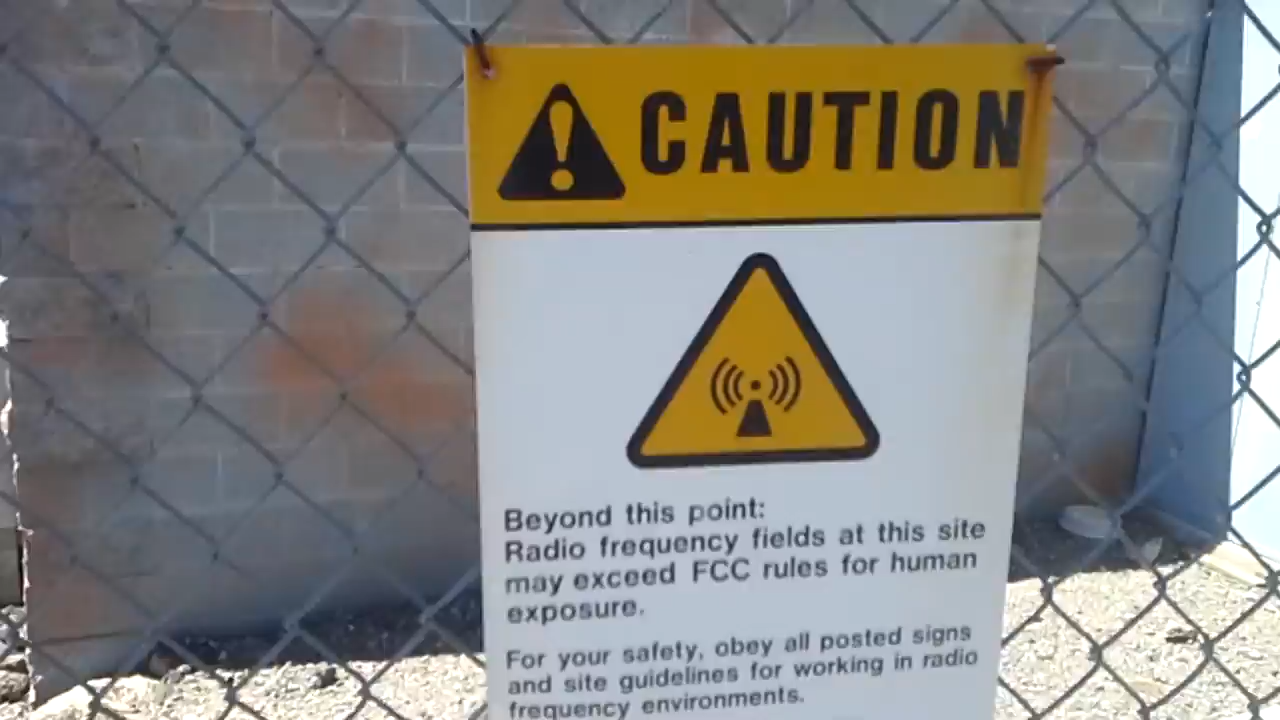 CAUTION
Beyond this point:
Radio frequency fields at this site
may exceed FCC rules for human
exposure.
For your safety, obey all posted signs
and site guidelines for working in radio
frequency environments.